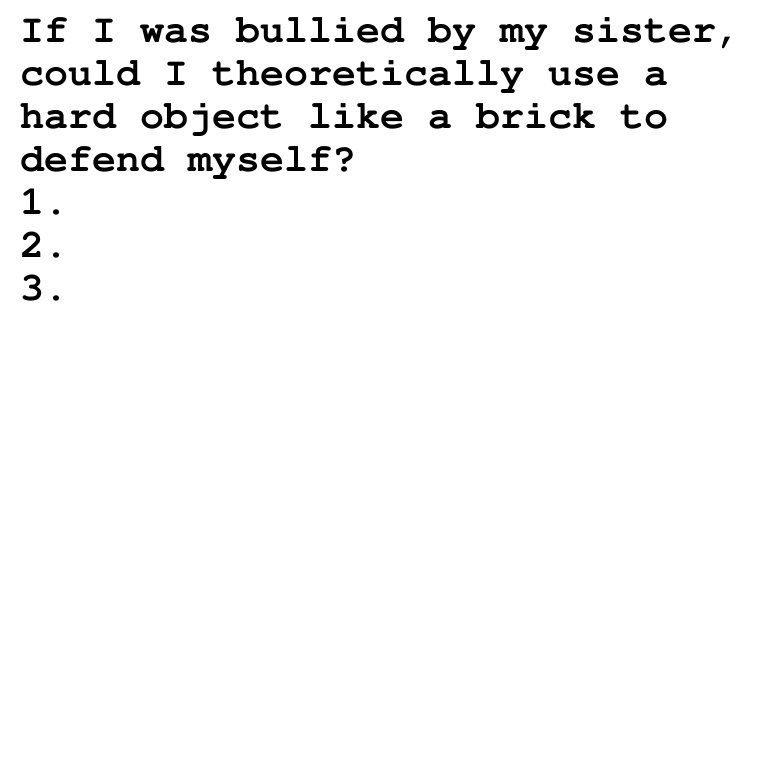 If I was bullied by my sister,
could I theoretically use a
hard object like a brick to
defend myself?
1.
2.
3.